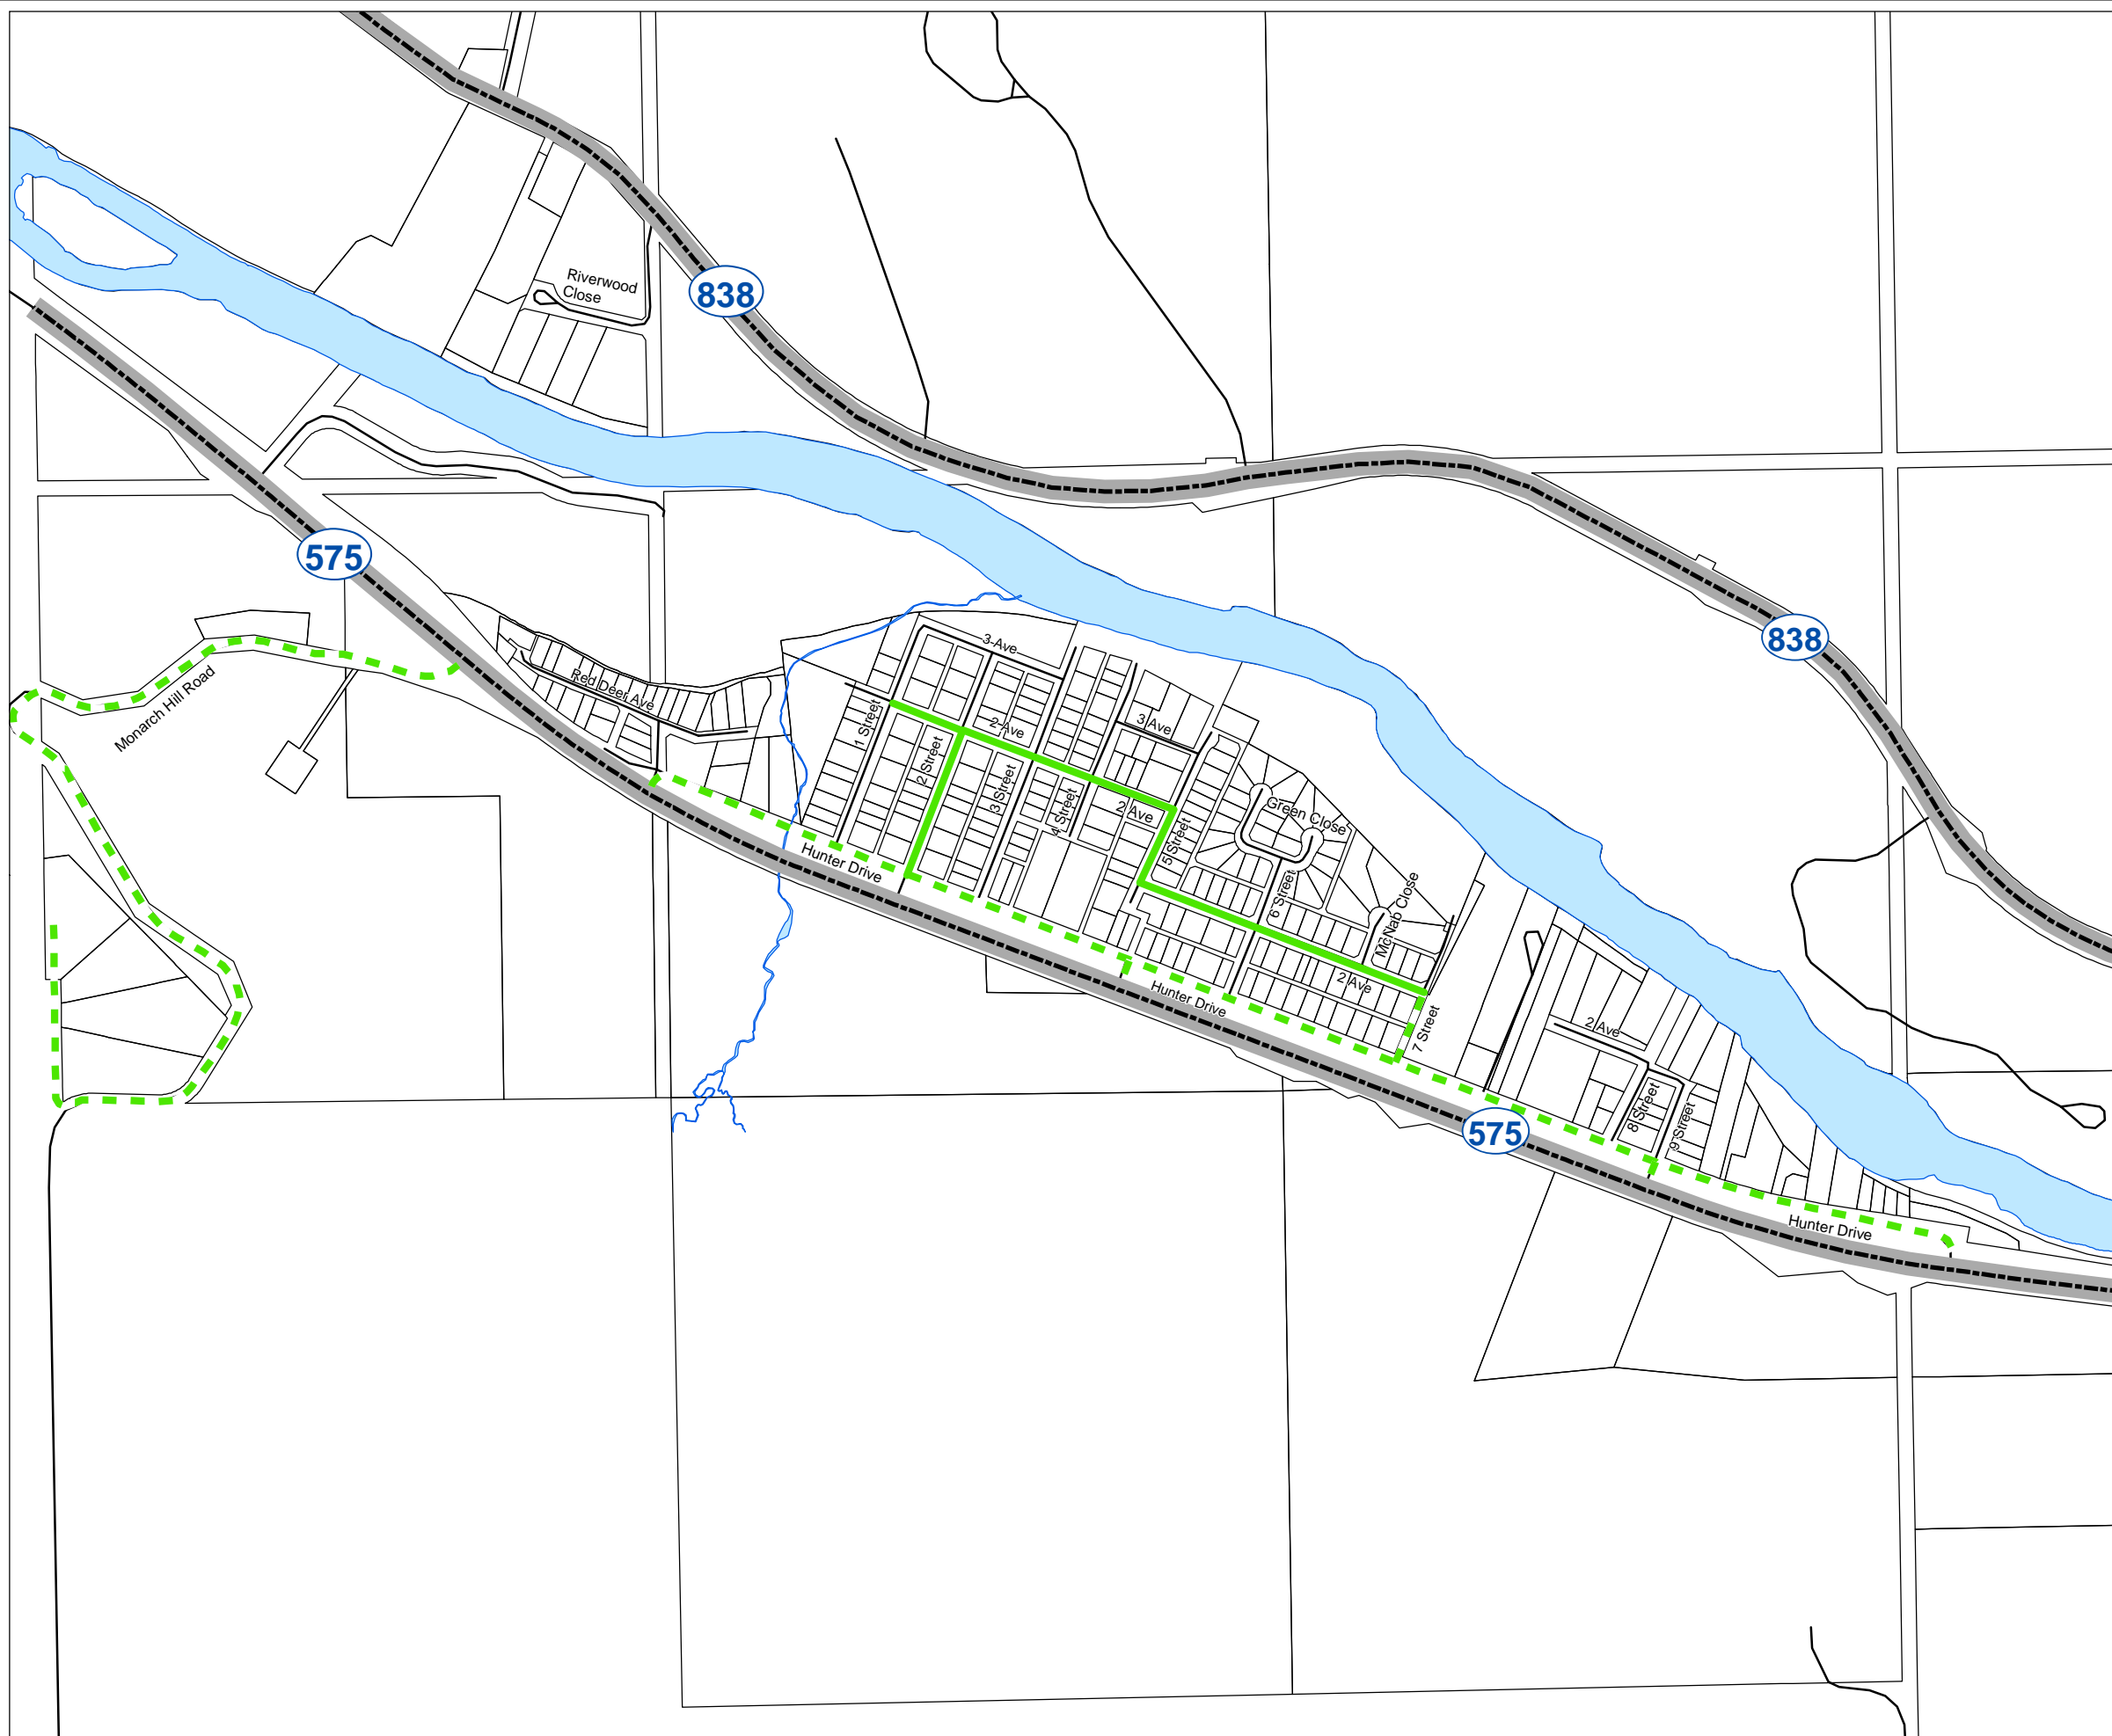 Riverwood
Close
838
575
838
3 Ave
Red Deer Ave
Monarch Hill Road
1 Street
2 Ave
3 Ave
2 Street
3 Street
4 Street
2 Ave
Green Close
5 Street
Hunter Drive
6 Street
McNab Close
2 Ave
Hunter Drive
7 Street
2 Ave
8 Street
9 Street
575
Hunter Drive